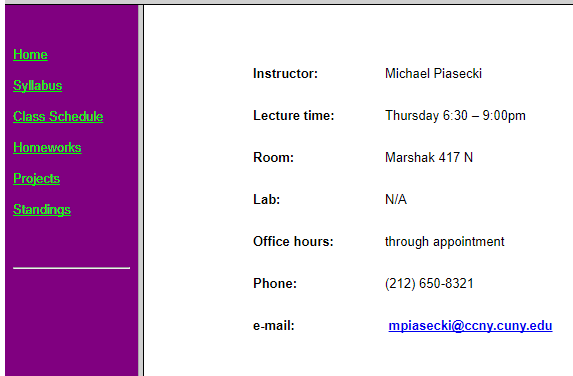 Home
Syllabus
Class Schedule
Homeworks
Projects
Standings
Instructor: Michael Piasecki
Lecture time: Thursday 6:30 – 9:00pm
Room: Marshak 417 N
Lab: N/A
Office hours: through appointment
Phone: (212) 650-8321
e-mail: mpiasecki@ccny.cuny.edu